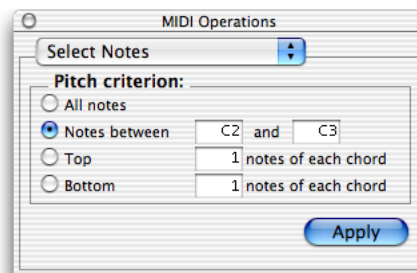 MIDI Operations
Select Notes
Pitch criterion:
All notes
Notes between C2 and C3
Top 1 notes of each chord
Bottom 1 notes of each chord
Apply